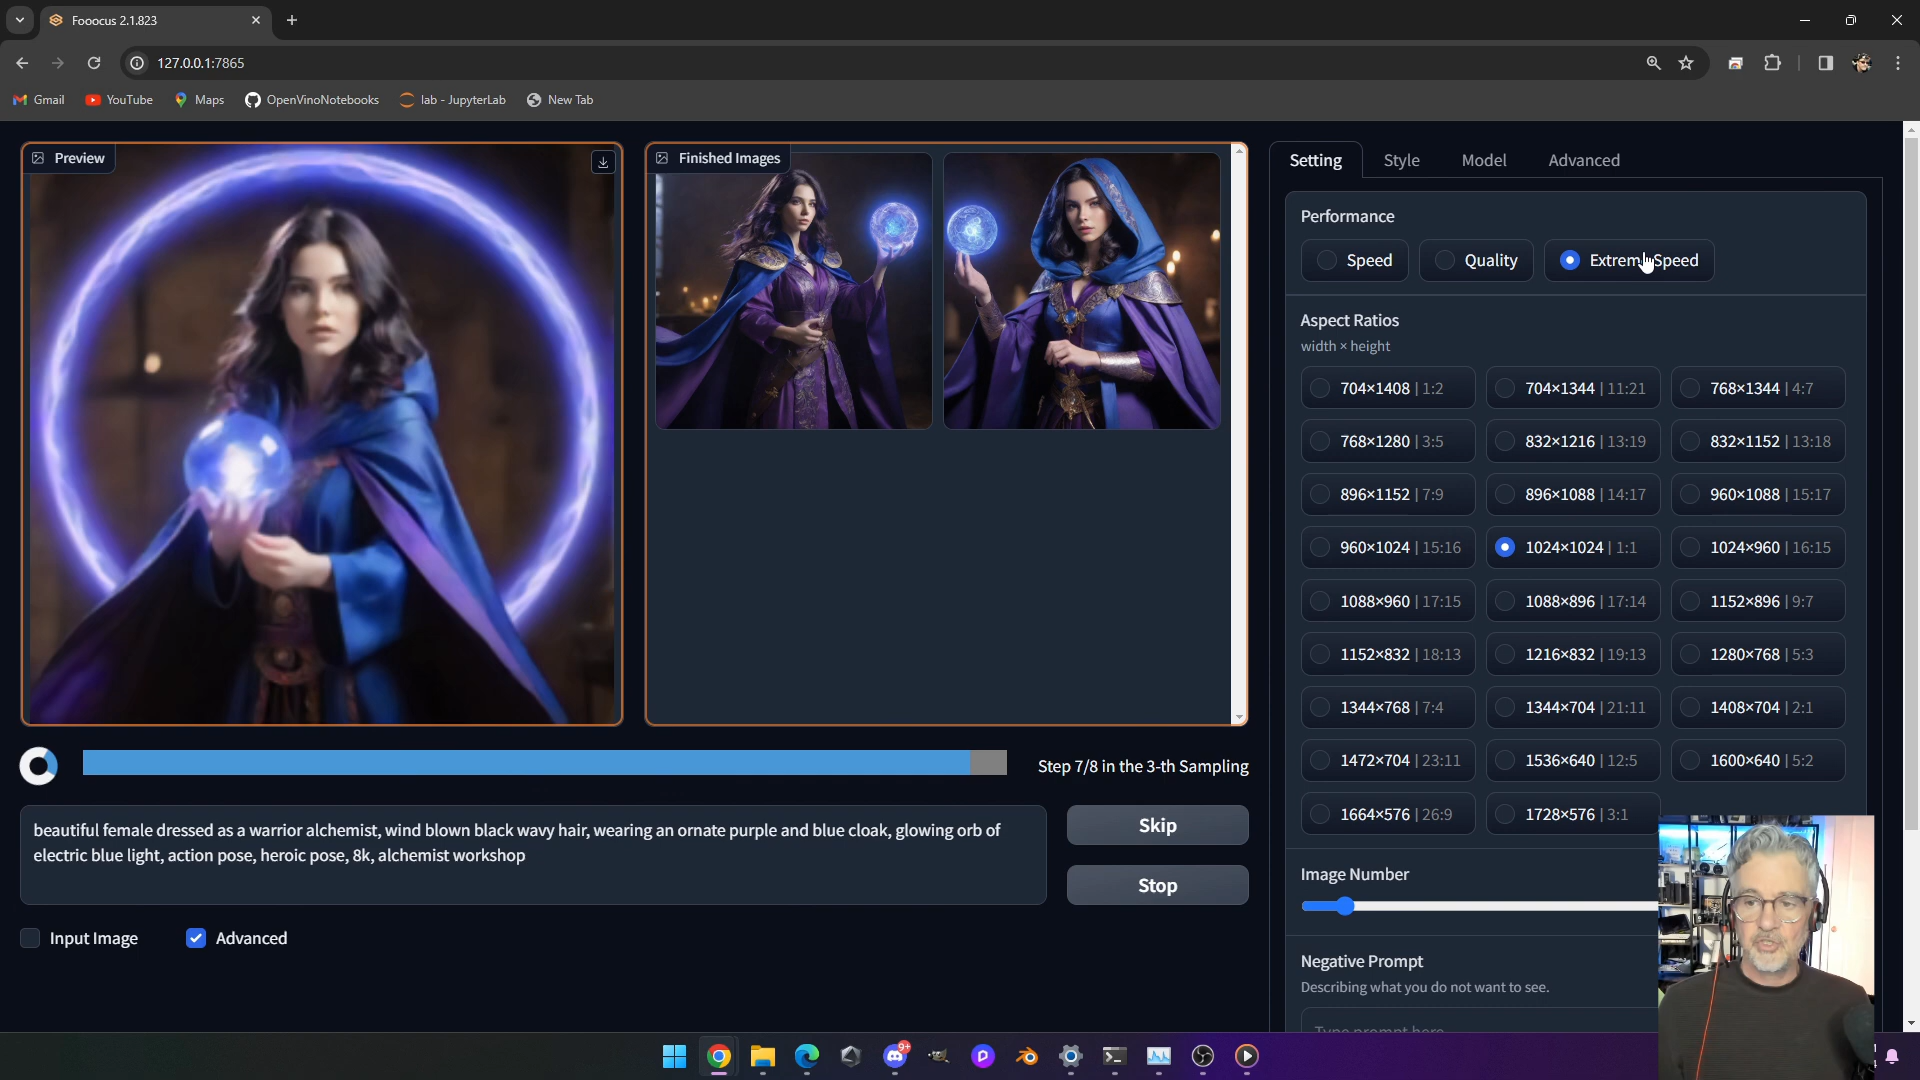 Fooocus 2.1.823
127.0.0.1:7865
Gmail
YouTube
Maps
OpenVinoNotebooks
lab - JupyterLab
New Tab
Preview
Finished Images
Setting
Style
Model
Advanced
Performance
Speed
Quality
Extreme Speed
Aspect Ratios
width × height
704×1408 | 1:2
704×1344 | 11:21
768×1344 | 4:7
768×1280 | 3:5
832×1216 | 13:19
832×1152 | 13:18
896×1152 | 7:9
896×1088 | 14:17
960×1088 | 15:17
960×1024 | 15:16
1024×1024 | 1:1
1024×960 | 16:15
1088×960 | 17:15
1088×896 | 17:14
1152×896 | 9:7
1152×832 | 18:13
1216×832 | 19:13
1280×768 | 5:3
1344×768 | 7:4
1344×704 | 21:11
1408×704 | 2:1
1472×704 | 23:11
1536×640 | 12:5
1600×640 | 5:2
1664×576 | 26:9
1728×576 | 3:1
Step 7/8 in the 3-th Sampling
beautiful female dressed as a warrior alchemist, wind blown black wavy hair, wearing an ornate purple and blue cloak, glowing orb of
electric blue light, action pose, heroic pose, 8k, alchemist workshop
Skip
Stop
Input Image
Advanced
Image Number
Negative Prompt
Describing what you do not want to see.
Type prompt here
9+